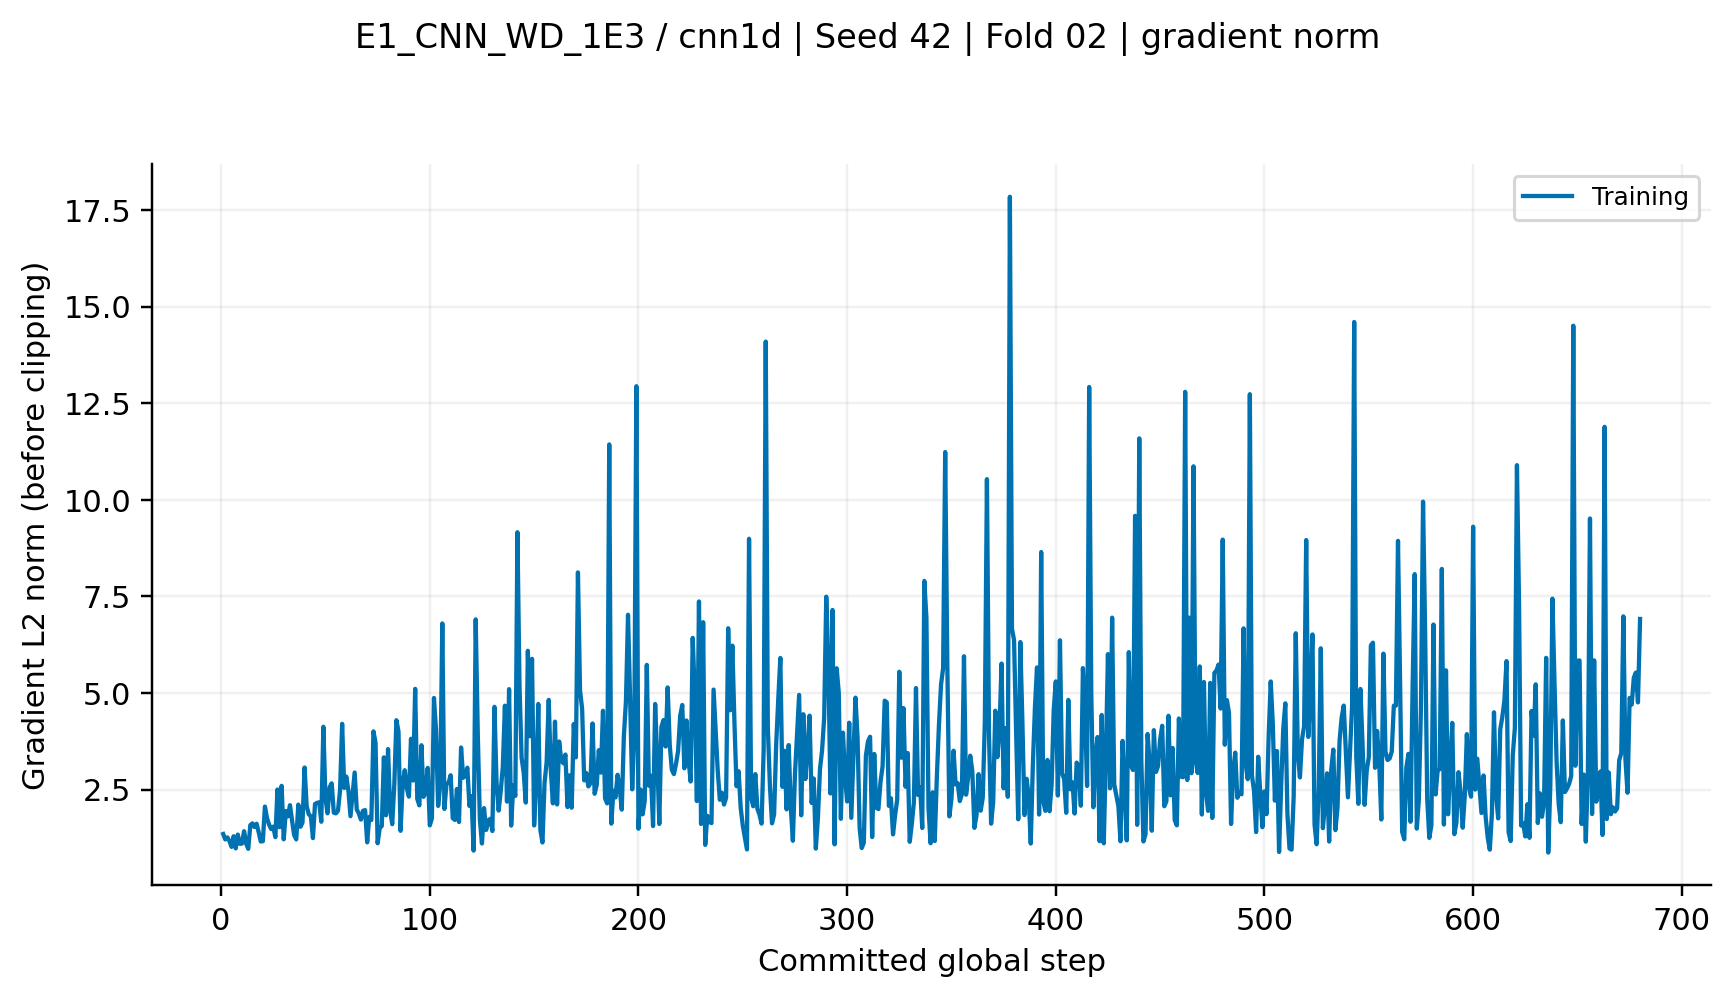 E1_CNN_WD_1E3 / cnn1d | Seed 42 | Fold 02 | gradient norm
Training
Gradient L2 norm (before clipping)
17.5
15.0
12.5
10.0
7.5
5.0
2.5
0 100 200 300 400 500 600 700
Committed global step